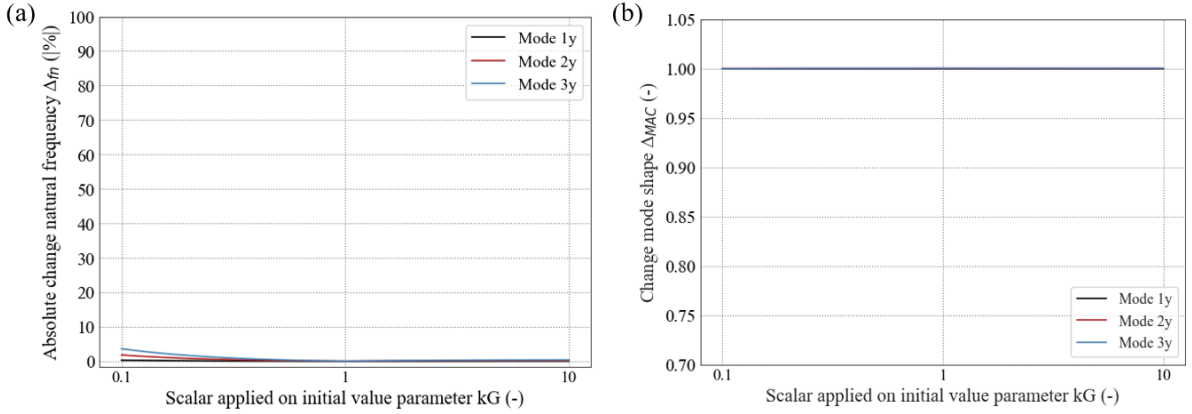 (a)
Absolute change natural frequency Δfn (|%|)
100
90
80
70
60
50
40
30
20
10
0
Mode 1y
Mode 2y
Mode 3y
0.1
1
10
Scalar applied on initial value parameter kG (-)
(b)
Change mode shape ΔMAC (-)
1.05
1.00
0.95
0.90
0.85
0.80
0.75
0.70
Mode 1y
Mode 2y
Mode 3y
0.1
1
10
Scalar applied on initial value parameter kG (-)